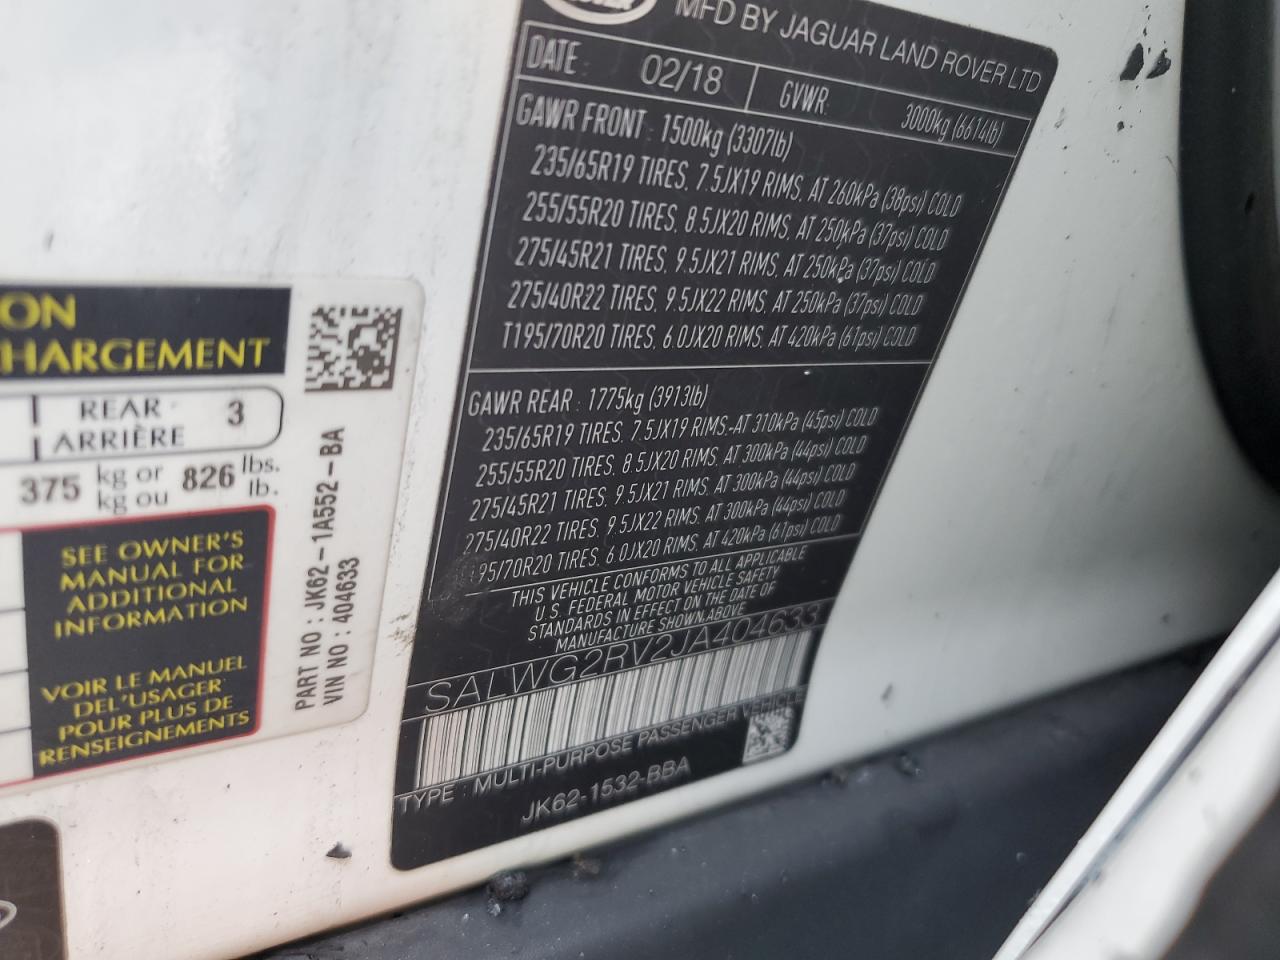 ON
HARGEMENT
REAR 3
ARRIÈRE
375 kg or 826 lbs.
kg ou lb.
SEE OWNER'S
MANUAL FOR
ADDITIONAL
INFORMATION
VOIR LE MANUEL
DEL'USAGER
POUR PLUS DE
RENSEIGNEMENTS
PART NO : JK62-1A552-BA
VIN NO : 404633
MFD BY JAGUAR LAND ROVER LTD
DATE : 02/18 GVWR: 3000kg (6614lb)
GAWR FRONT : 1500kg (3307lb)
235/65R19 TIRES, 7.5JX19 RIMS, AT 260kPa (38psi) COLD
255/55R20 TIRES, 8.5JX20 RIMS, AT 250kPa (37psi) COLD
275/45R21 TIRES, 9.5JX21 RIMS, AT 250kPa (37psi) COLD
275/40R22 TIRES, 9.5JX22 RIMS, AT 250kPa (37psi) COLD
T195/70R20 TIRES, 6.0JX20 RIMS, AT 420kPa (61psi) COLD
GAWR REAR : 1775kg (3913lb)
235/65R19 TIRES, 7.5JX19 RIMS, AT 310kPa (45psi) COLD
255/55R20 TIRES, 8.5JX20 RIMS, AT 300kPa (44psi) COLD
275/45R21 TIRES, 9.5JX21 RIMS, AT 300kPa (44psi) COLD
275/40R22 TIRES, 9.5JX22 RIMS, AT 300kPa (44psi) COLD
195/70R20 TIRES, 6.0JX20 RIMS, AT 420kPa (61psi) COLD
THIS VEHICLE CONFORMS TO ALL APPLICABLE
U.S. FEDERAL MOTOR VEHICLE SAFETY
STANDARDS IN EFFECT ON THE DATE OF
MANUFACTURE SHOWN ABOVE
SALWG2RV2JA404633
TYPE : MULTI-PURPOSE PASSENGER VEHICLE
JK62-1532-BBA